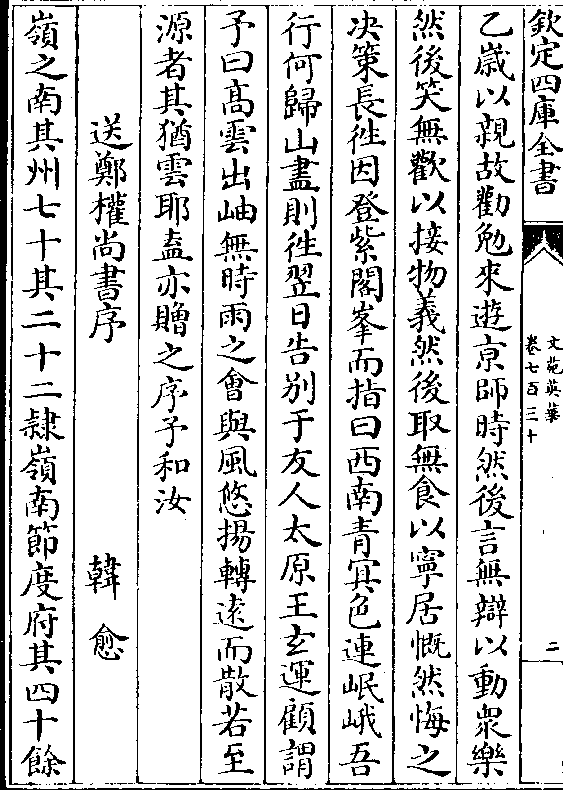 欽定四庫全書
文苑英華
卷七百三十
二
乙歲以親故勸勉來遊京師時然後言無辯以動衆樂
然後笑無歡以接物義然後取無食以寧居慨然悔之
决策長徃因登紫閣峯而指曰西南青㝠色連岷峨吾
行何歸山盡則徃翌日告别于友人太原王玄運顧謂
予曰髙雲出岫無時雨之會與風悠揚轉遠而散若至
源者其猶雲耶盍亦贈之序予和汝
送鄭權尚書序
韓愈
嶺之南其州七十其二十二隷嶺南節度府其四十餘